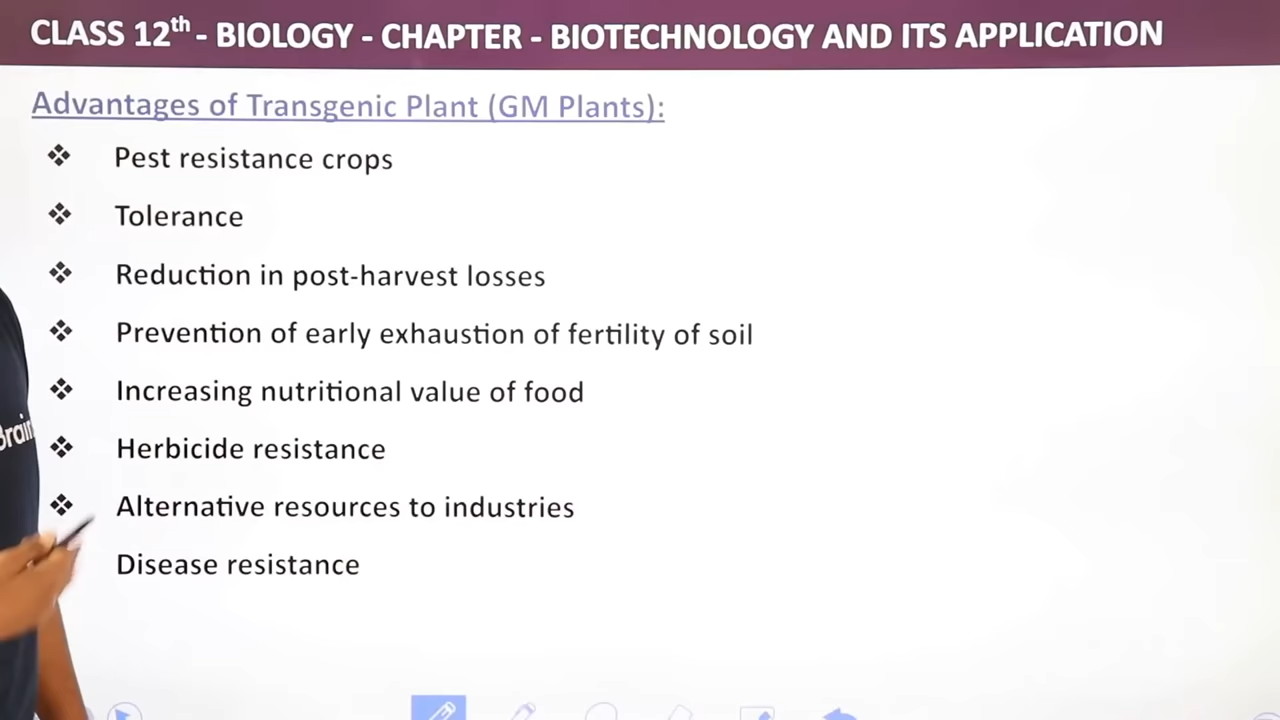 CLASS 12th - BIOLOGY - CHAPTER - BIOTECHNOLOGY AND ITS APPLICATION
Advantages of Transgenic Plant (GM Plants):
❖ Pest resistance crops
❖ Tolerance
❖ Reduction in post-harvest losses
❖ Prevention of early exhaustion of fertility of soil
❖ Increasing nutritional value of food
❖ Herbicide resistance
❖ Alternative resources to industries
Disease resistance
Brain